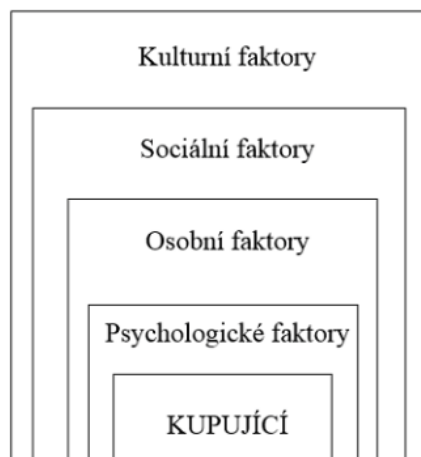 Kulturní faktory
Sociální faktory
Osobní faktory
Psychologické faktory
KUPUJÍCÍ